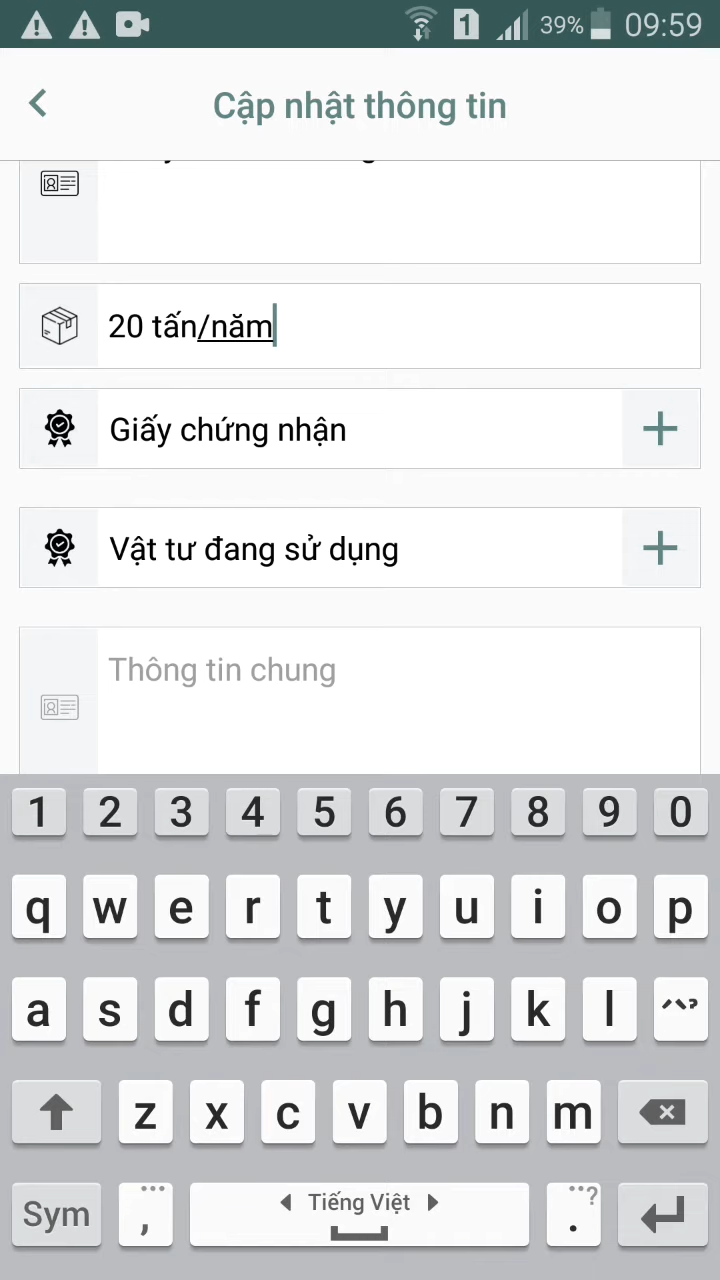 39% 09:59
Cập nhật thông tin
20 tấn/năm
Giấy chứng nhận
Vật tư đang sử dụng
Thông tin chung
1 2 3 4 5 6 7 8 9 0
q w e r t y u i o p
a s d f g h j k l
z x c v b n m
Sym , Tiếng Việt . ?